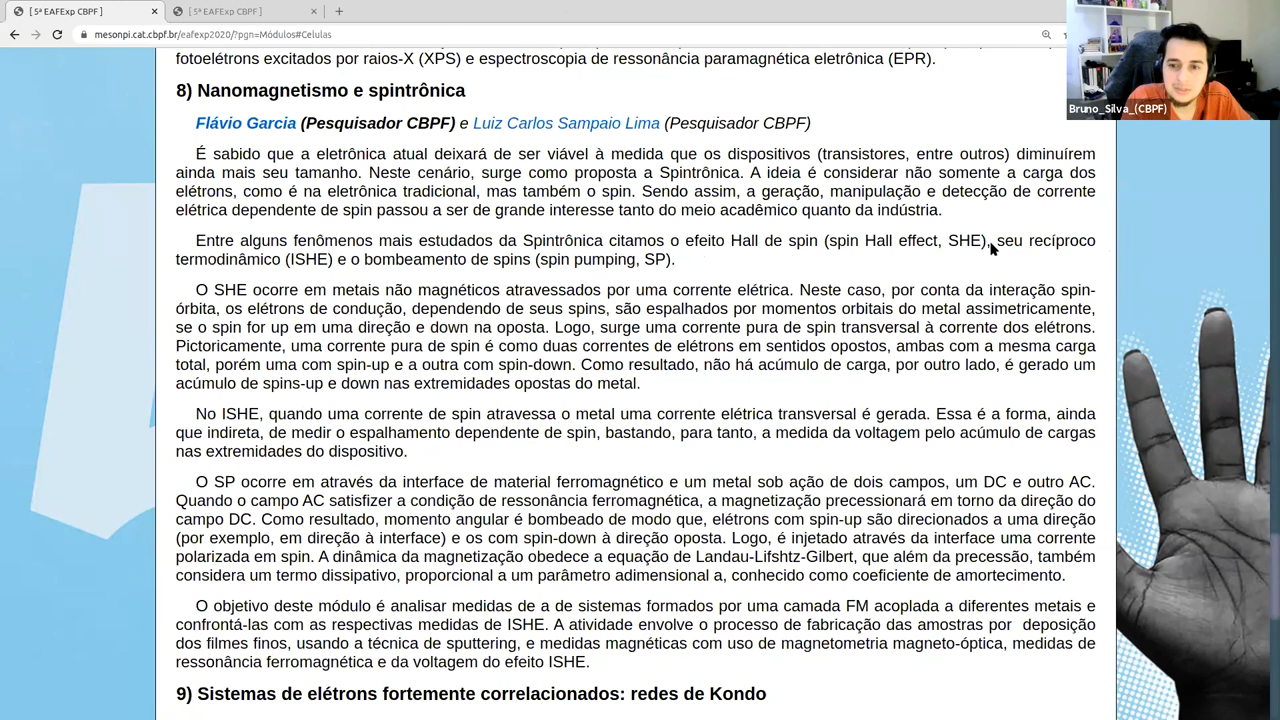 [ 5ª EAFExp CBPF ]
[ 5ª EAFExp CBPF ]
mesonpi.cat.cbpf.br/eafexp2020/?pgn=Módulos#Celulas
Bruno_Silva_(CBPF)
fotoelétrons excitados por raios-X (XPS) e espectroscopia de ressonância paramagnética eletrônica (EPR).
8) Nanomagnetismo e spintrônica
Flávio Garcia (Pesquisador CBPF) e Luiz Carlos Sampaio Lima (Pesquisador CBPF)
É sabido que a eletrônica atual deixará de ser viável à medida que os dispositivos (transistores, entre outros) diminuírem
ainda mais seu tamanho. Neste cenário, surge como proposta a Spintrônica. A ideia é considerar não somente a carga dos
elétrons, como é na eletrônica tradicional, mas também o spin. Sendo assim, a geração, manipulação e detecção de corrente
elétrica dependente de spin passou a ser de grande interesse tanto do meio acadêmico quanto da indústria.
Entre alguns fenômenos mais estudados da Spintrônica citamos o efeito Hall de spin (spin Hall effect, SHE), seu recíproco
termodinâmico (ISHE) e o bombeamento de spins (spin pumping, SP).
O SHE ocorre em metais não magnéticos atravessados por uma corrente elétrica. Neste caso, por conta da interação spin-
órbita, os elétrons de condução, dependendo de seus spins, são espalhados por momentos orbitais do metal assimetricamente,
se o spin for up em uma direção e down na oposta. Logo, surge uma corrente pura de spin transversal à corrente dos elétrons.
Pictoricamente, uma corrente pura de spin é como duas correntes de elétrons em sentidos opostos, ambas com a mesma carga
total, porém uma com spin-up e a outra com spin-down. Como resultado, não há acúmulo de carga, por outro lado, é gerado um
acúmulo de spins-up e down nas extremidades opostas do metal.
No ISHE, quando uma corrente de spin atravessa o metal uma corrente elétrica transversal é gerada. Essa é a forma, ainda
que indireta, de medir o espalhamento dependente de spin, bastando, para tanto, a medida da voltagem pelo acúmulo de cargas
nas extremidades do dispositivo.
O SP ocorre em através da interface de material ferromagnético e um metal sob ação de dois campos, um DC e outro AC.
Quando o campo AC satisfizer a condição de ressonância ferromagnética, a magnetização precessionará em torno da direção do
campo DC. Como resultado, momento angular é bombeado de modo que, elétrons com spin-up são direcionados a uma direção
(por exemplo, em direção à interface) e os com spin-down à direção oposta. Logo, é injetado através da interface uma corrente
polarizada em spin. A dinâmica da magnetização obedece a equação de Landau-Lifshtz-Gilbert, que além da precessão, também
considera um termo dissipativo, proporcional a um parâmetro adimensional a, conhecido como coeficiente de amortecimento.
O objetivo deste módulo é analisar medidas de a de sistemas formados por uma camada FM acoplada a diferentes metais e
confrontá-las com as respectivas medidas de ISHE. A atividade envolve o processo de fabricação das amostras por deposição
dos filmes finos, usando a técnica de sputtering, e medidas magnéticas com uso de magnetometria magneto-óptica, medidas de
ressonância ferromagnética e da voltagem do efeito ISHE.
9) Sistemas de elétrons fortemente correlacionados: redes de Kondo